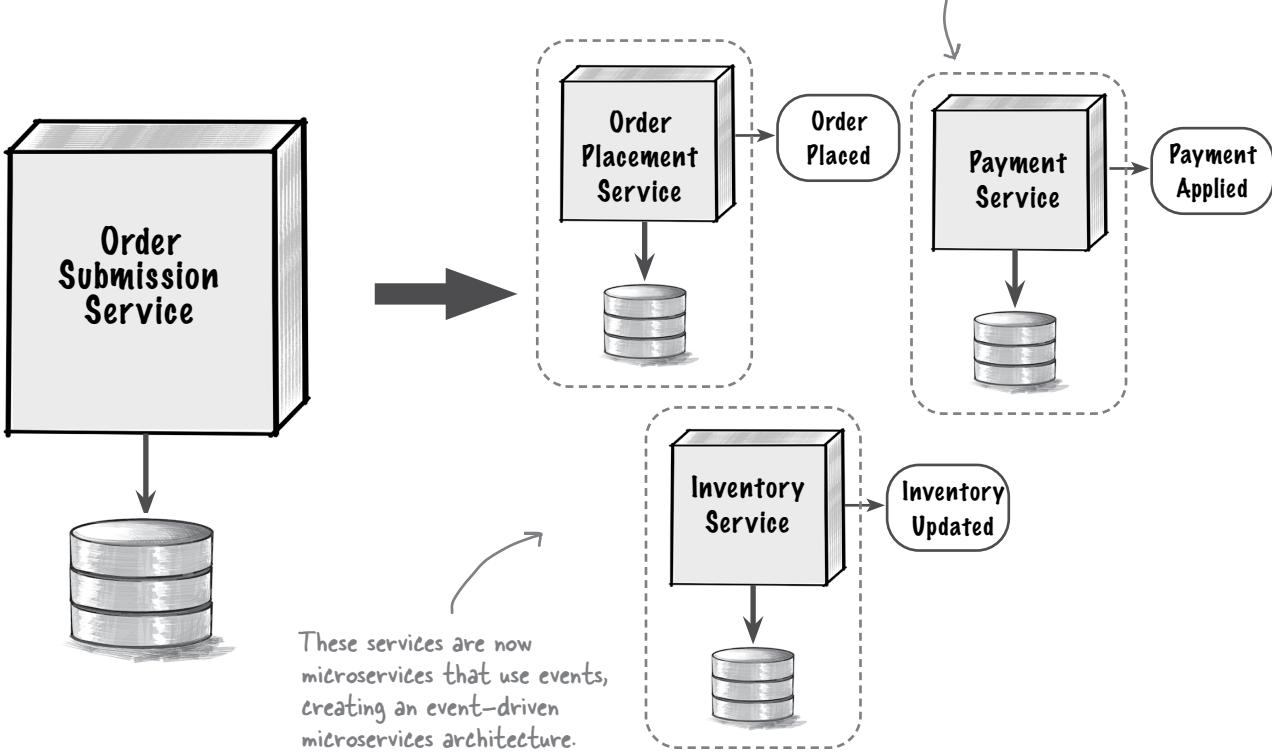 Order
Submission
Service
Order
Placement
Service
Order
Placed
Payment
Service
Payment
Applied
Inventory
Service
Inventory
Updated
These services are now
microservices that use events,
creating an event-driven
microservices architecture.